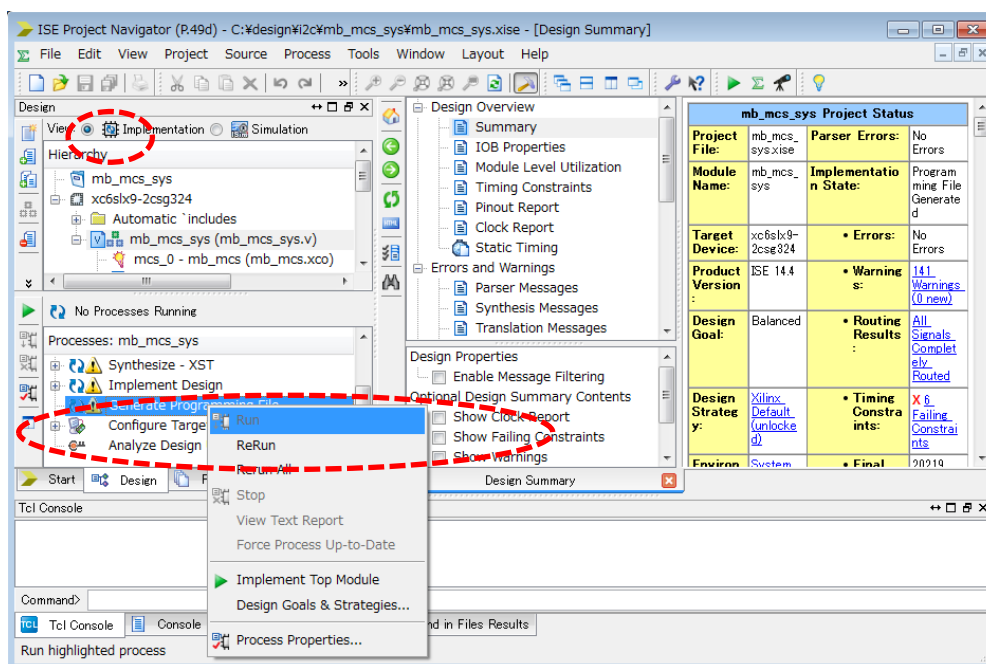 ISE Project Navigator (P.49d) - C:¥design¥i2c¥mb_mcs_sys¥mb_mcs_sys.xise - [Design Summary]
File Edit View Project Source Process Tools Window Layout Help
Design
View: Implementation Simulation
Hierarchy
mb_mcs_sys
xc6slx9-2csg324
Automatic `includes
mb_mcs_sys (mb_mcs_sys.v)
mcs_0 - mb_mcs (mb_mcs.xco)
No Processes Running
Processes: mb_mcs_sys
Synthesize - XST
Implement Design
Generate Programming File
Configure Targe
Analyze Design
Run
ReRun
Rerun All
Stop
View Text Report
Force Process Up-to-Date
Implement Top Module
Design Goals & Strategies...
Process Properties...
Design Overview
Summary
IOB Properties
Module Level Utilization
Timing Constraints
Pinout Report
Clock Report
Static Timing
Errors and Warnings
Parser Messages
Synthesis Messages
Translation Messages
Design Properties
Enable Message Filtering
Optional Design Summary Contents
Show Clock Report
Show Failing Constraints
Show Warnings
mb_mcs_sys Project Status
Project File: mb_mcs_sys.xise Parser Errors: No Errors
Module Name: mb_mcs_sys Implementation State: Programming File Generated
Target Device: xc6slx9-2csg324 • Errors: No Errors
Product Version: ISE 14.4 • Warnings: 141 Warnings (0 new)
Design Goal: Balanced • Routing Results: All Signals Completely Routed
Design Strategy: Xilinx Default (unlocked) • Timing Constraints: X 6 Failing Constraints
Environ System • Final 20219
Start Design F Design Summary
Tcl Console
Command>
TCL Tcl Console Console nd in Files Results
Run highlighted process